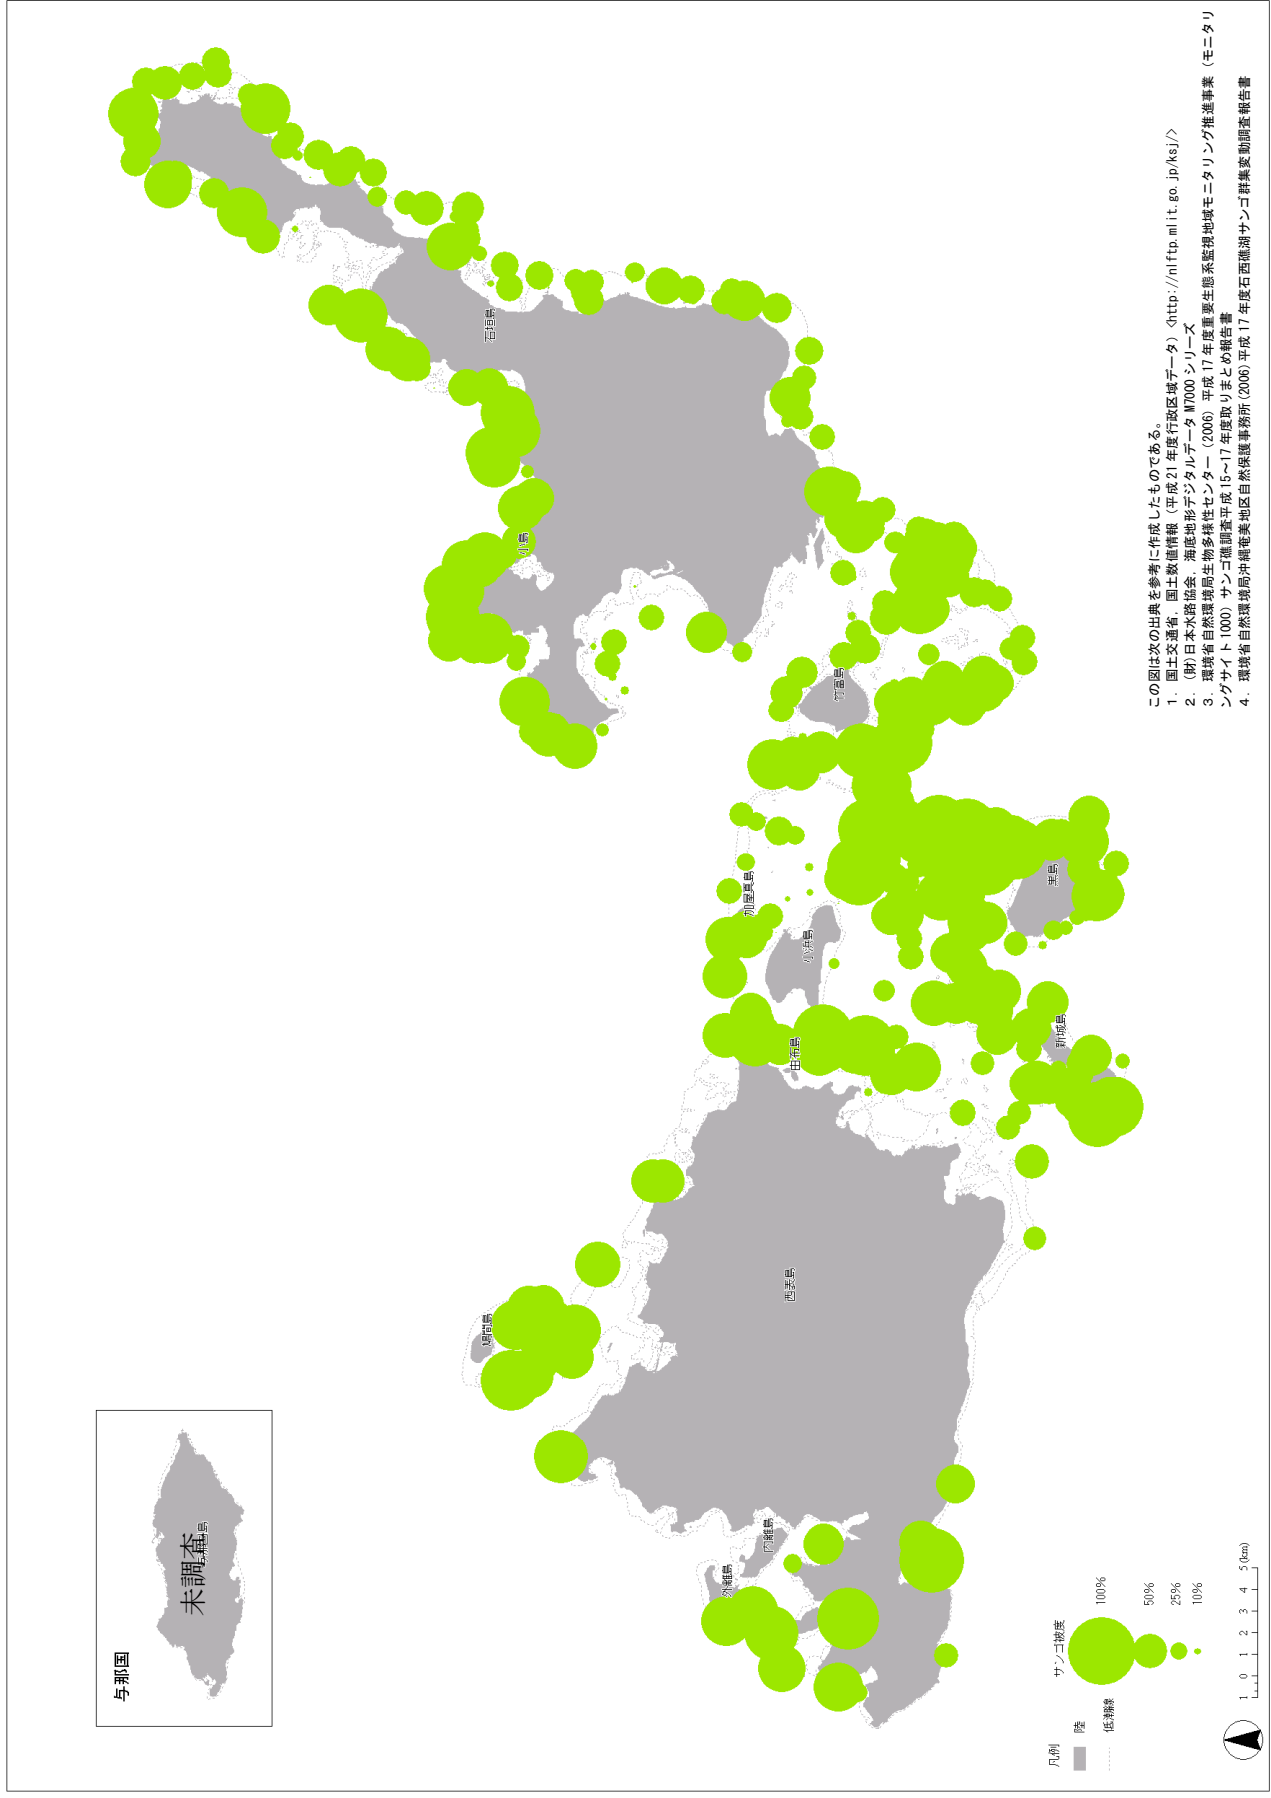 与那国
未調査
石垣島
小島
竹富島
加屋真島
小浜島
黒島
由布島
新城島
西表島
鳩間島
外離島
内離島
この図は次の出典を参考に作成したものである。
1. 国土交通省. 国土数値情報 (平成21年度行政区域データ) <http://nlftp.mlit.go.jp/ksj/>
2. (財)日本水路協会. 海底地形デジタルデータ M7000 シリーズ
3. 環境省自然環境局生物多様性センター (2006) 平成17年度重要生態系監視地域モニタリング推進事業 (モニタリ
ングサイト1000) サンゴ礁調査平成15～17年度取りまとめ報告書
4. 環境省自然環境局沖縄奄美地区自然保護事務所(2006)平成17年度石西礁湖サンゴ群集変動調査報告書
凡例
陸
低潮線
サンゴ被度
100%
50%
25%
10%
1 0 1 2 3 4 5(km)